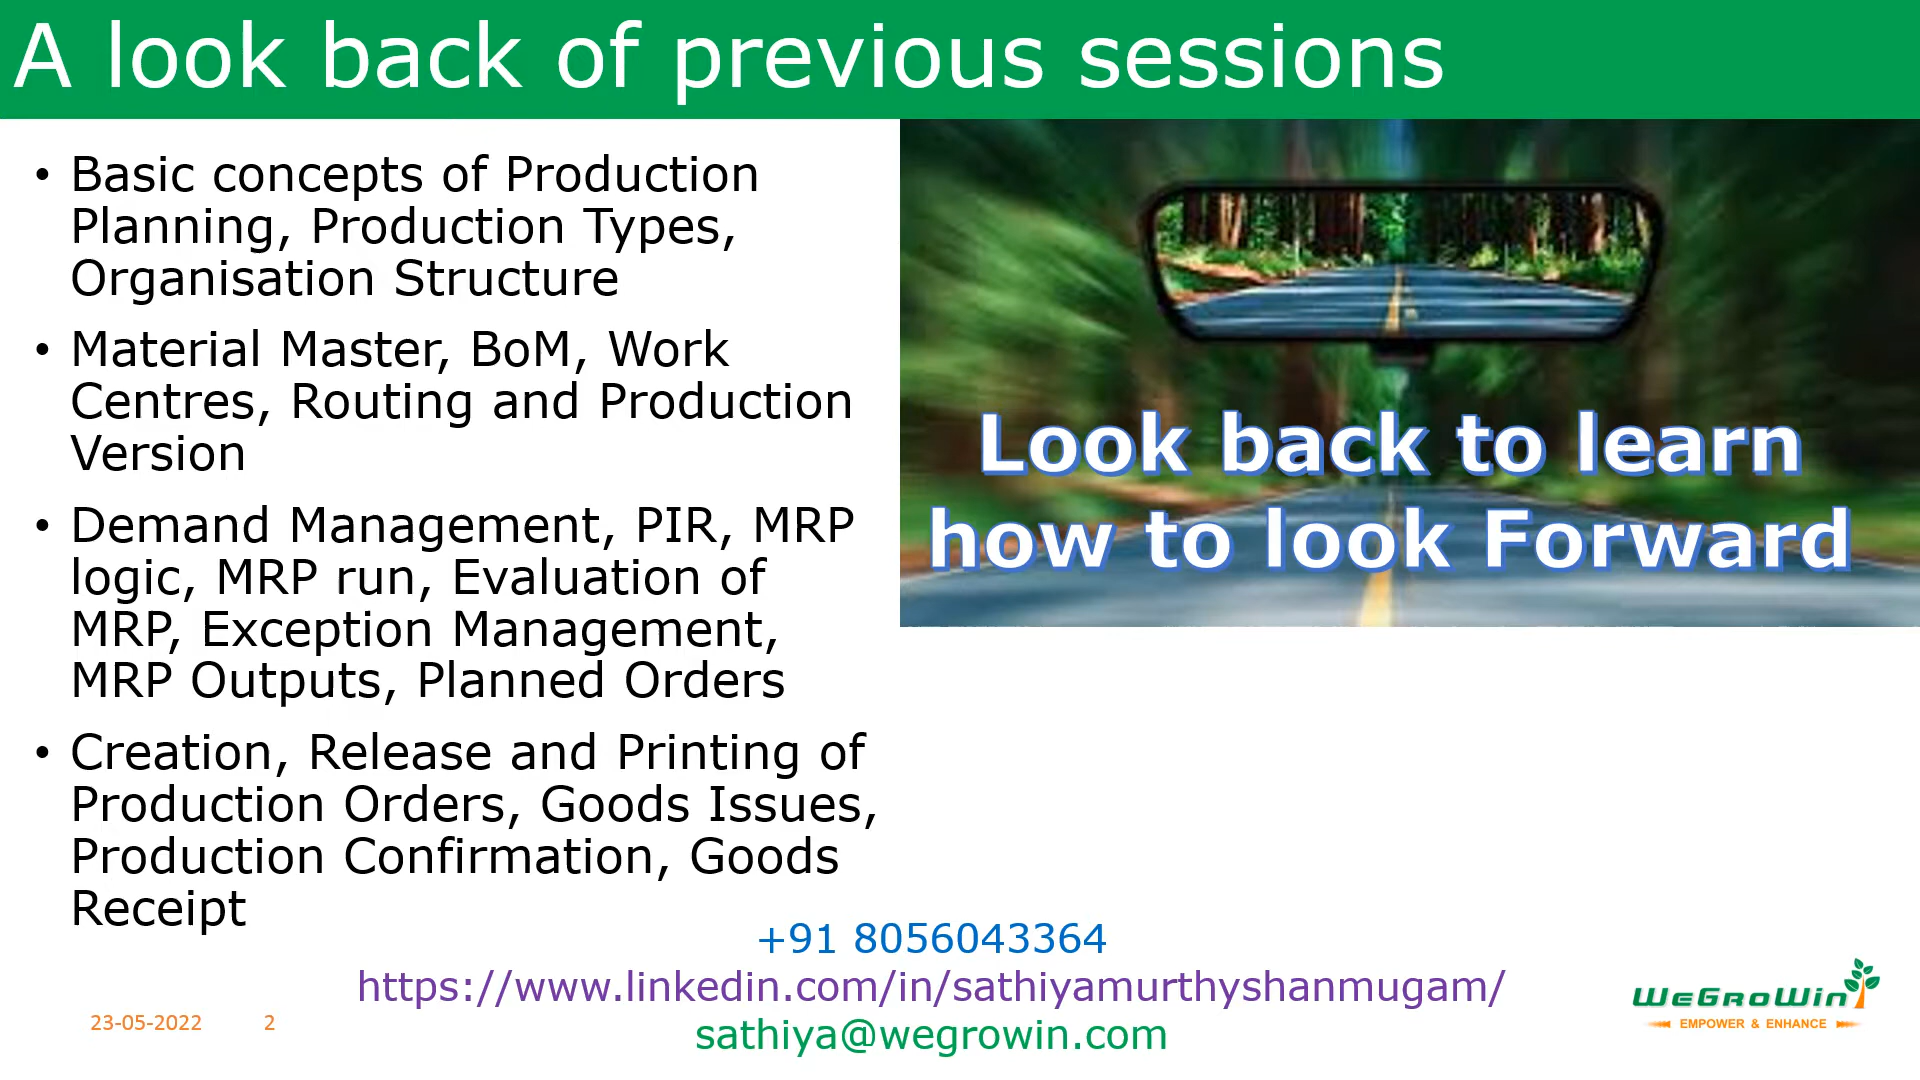 A look back of previous sessions
• Basic concepts of Production
Planning, Production Types,
Organisation Structure
• Material Master, BoM, Work
Centres, Routing and Production
Version
• Demand Management, PIR, MRP
logic, MRP run, Evaluation of
MRP, Exception Management,
MRP Outputs, Planned Orders
• Creation, Release and Printing of
Production Orders, Goods Issues,
Production Confirmation, Goods
Receipt
Look back to learn
how to look Forward
+91 8056043364
https://www.linkedin.com/in/sathiyamurthyshanmugam/
sathiya@wegrowin.com
23-05-2022 2
WeGroWin
EMPOWER & ENHANCE